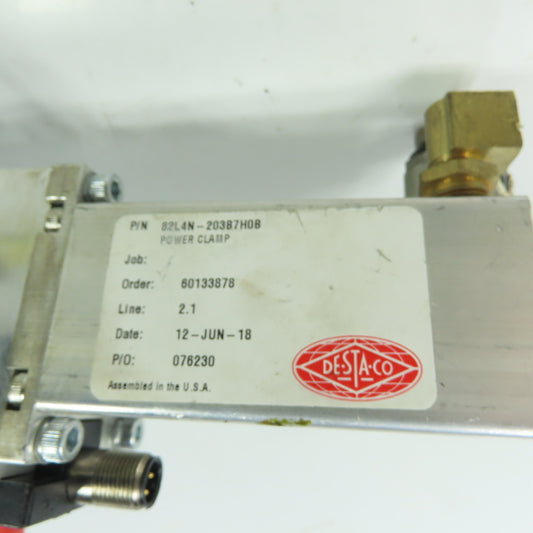 P/N 82L4N-203B7H0B
POWER CLAMP
Job:
Order: 60133878
Line: 2.1
Date: 12-JUN-18
P/O: 076230
Assembled in the U.S.A.
DE-STA-CO